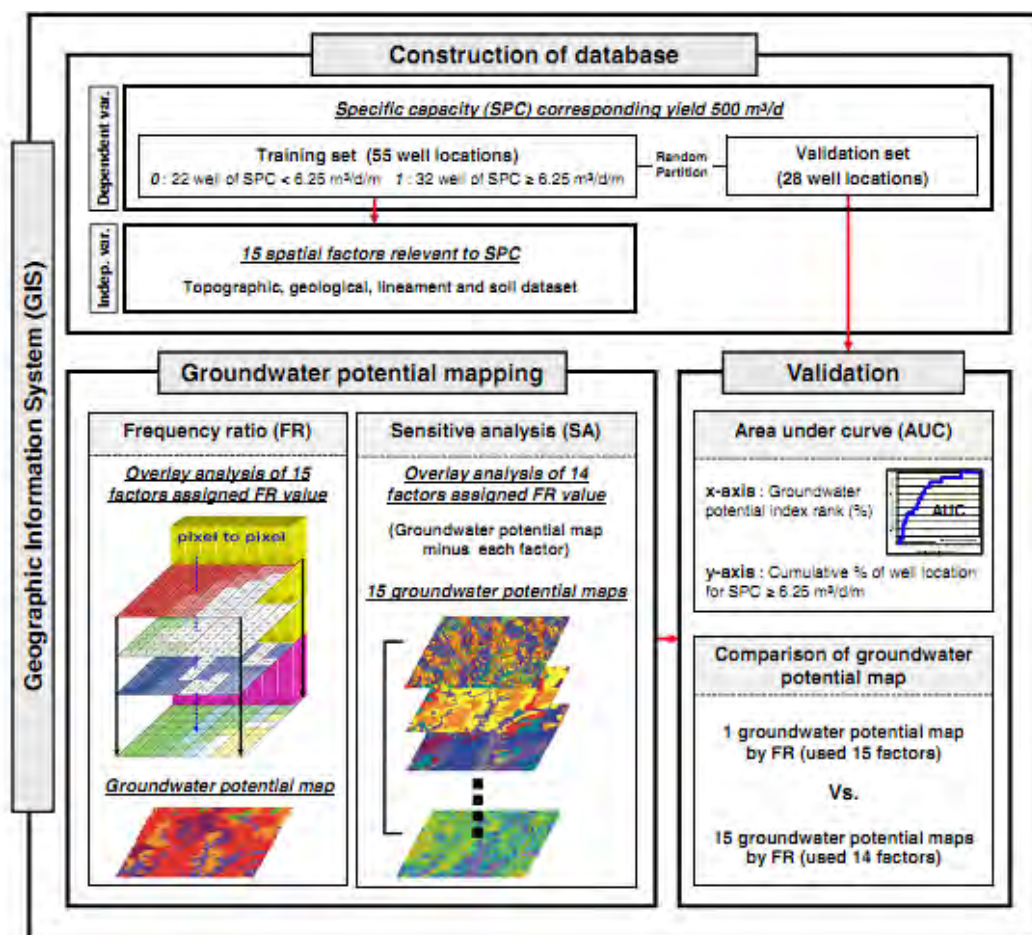 Geographic Information System (GIS)
Construction of database
Dependent var.
Specific capacity (SPC) corresponding yield 500 m³/d
Training set (55 well locations)
0 : 22 well of SPC < 6.25 m³/d/m 1 : 32 well of SPC ≥ 6.25 m³/d/m
Random
Partition
Validation set
(28 well locations)
Indep. var.
15 spatial factors relevant to SPC
Topographic, geological, lineament and soil dataset
Groundwater potential mapping
Frequency ratio (FR)
Overlay analysis of 15
factors assigned FR value
pixel to pixel
Groundwater potential map
Sensitive analysis (SA)
Overlay analysis of 14
factors assigned FR value
(Groundwater potential map
minus each factor)
15 groundwater potential maps
Validation
Area under curve (AUC)
x-axis : Groundwater
potential index rank (%)
AUC
y-axis : Cumulative % of well location
for SPC ≥ 6.25 m³/d/m
Comparison of groundwater
potential map
1 groundwater potential map
by FR (used 15 factors)
Vs.
15 groundwater potential maps
by FR (used 14 factors)